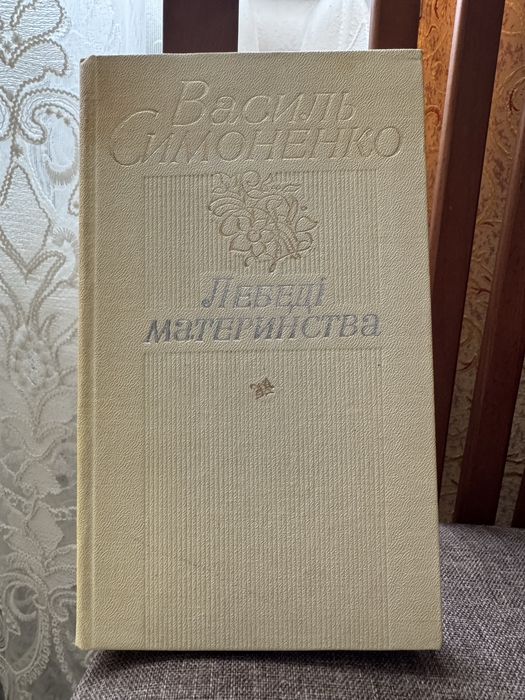 Василь
Симоненко
Лебеді
материнства